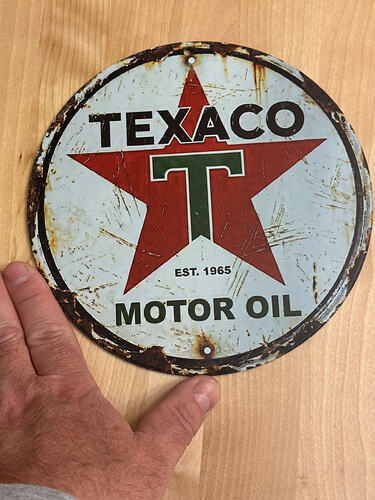 TEXACO
T
EST. 1965
MOTOR OIL